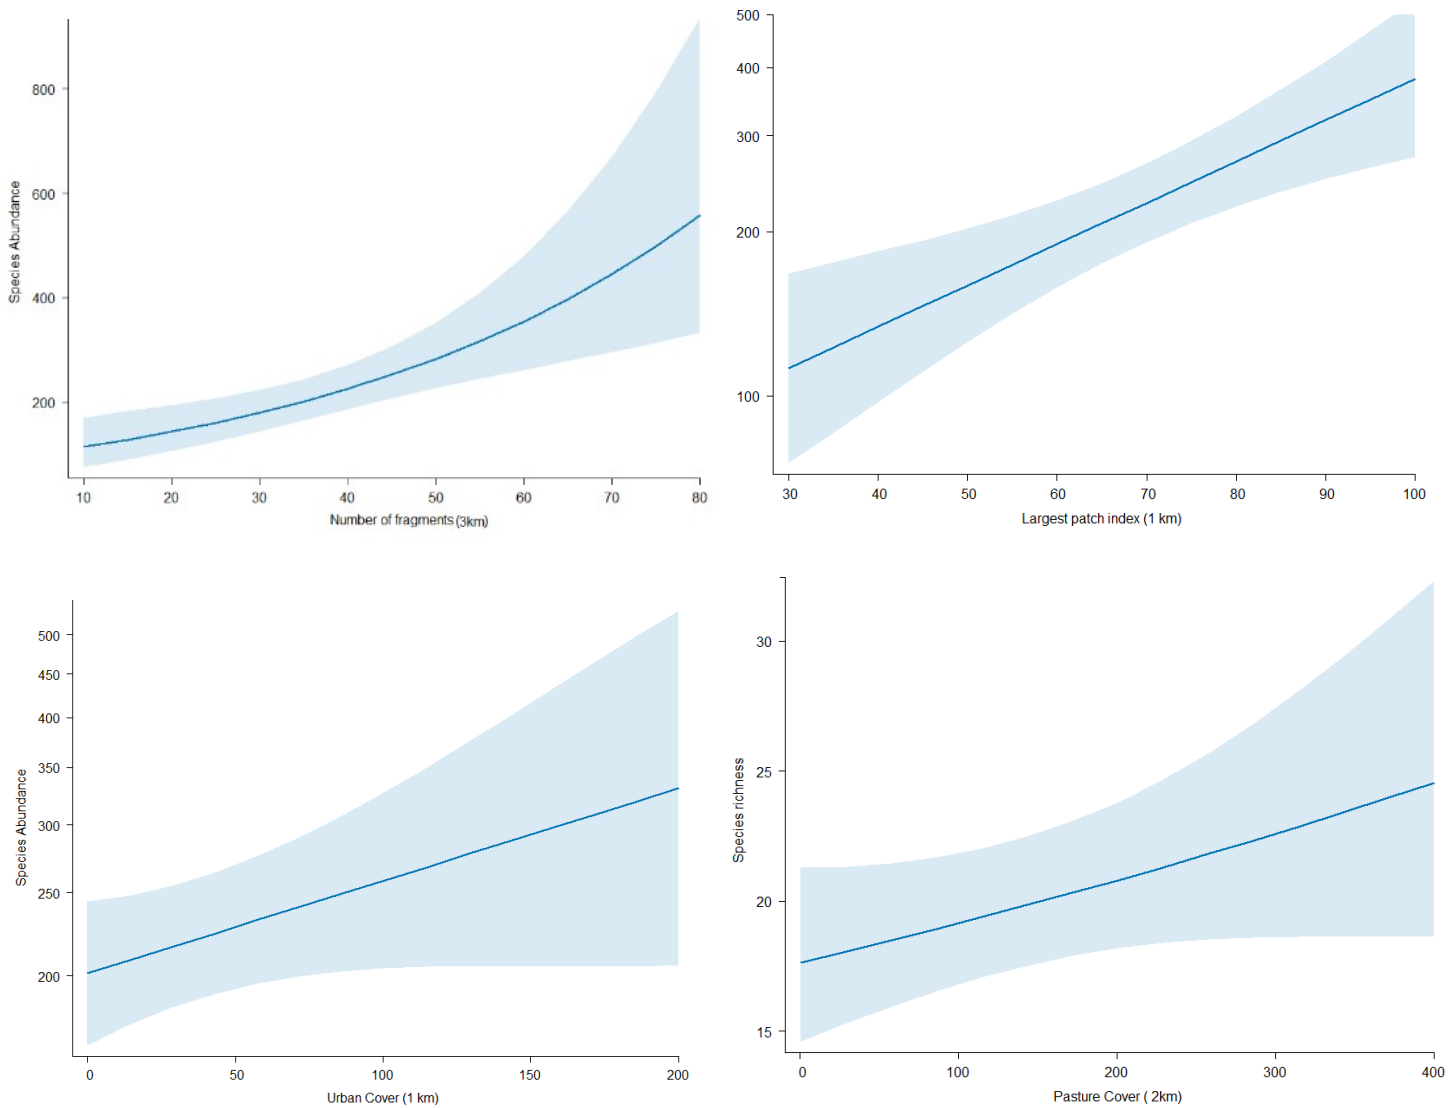 Species Abundance
800
600
400
200
10 20 30 40 50 60 70 80
Number of fragments (3km)
500
400
300
200
100
30 40 50 60 70 80 90 100
Largest patch index (1 km)
Species Abundance
500
450
400
350
300
250
200
0 50 100 150 200
Urban Cover (1 km)
Species richness
30
25
20
15
0 100 200 300 400
Pasture Cover ( 2km)